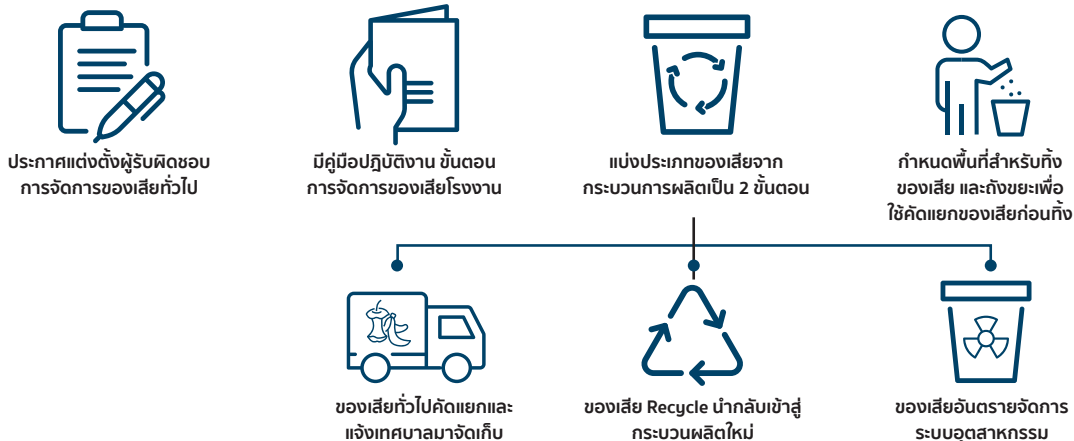 ประกาศแต่งตั้งผู้รับผิดชอบ
การจัดการของเสียทั่วไป
มีคู่มือปฎิบัติงาน ขั้นตอน
การจัดการของเสียโรงงาน
แบ่งประเภทของเสียจาก
กระบวนการผลิตเป็น 2 ขั้นตอน
กำหนดพื้นที่สำหรับทิ้ง
ของเสีย และถังขยะเพื่อ
ใช้คัดแยกของเสียก่อนทิ้ง
ของเสียทั่วไปคัดแยกและ
แจ้งเทศบาลมาจัดเก็บ
ของเสีย Recycle นำกลับเข้าสู่
กระบวนผลิตใหม่
ของเสียอันตรายจัดการ
ระบบอุตสาหกรรม